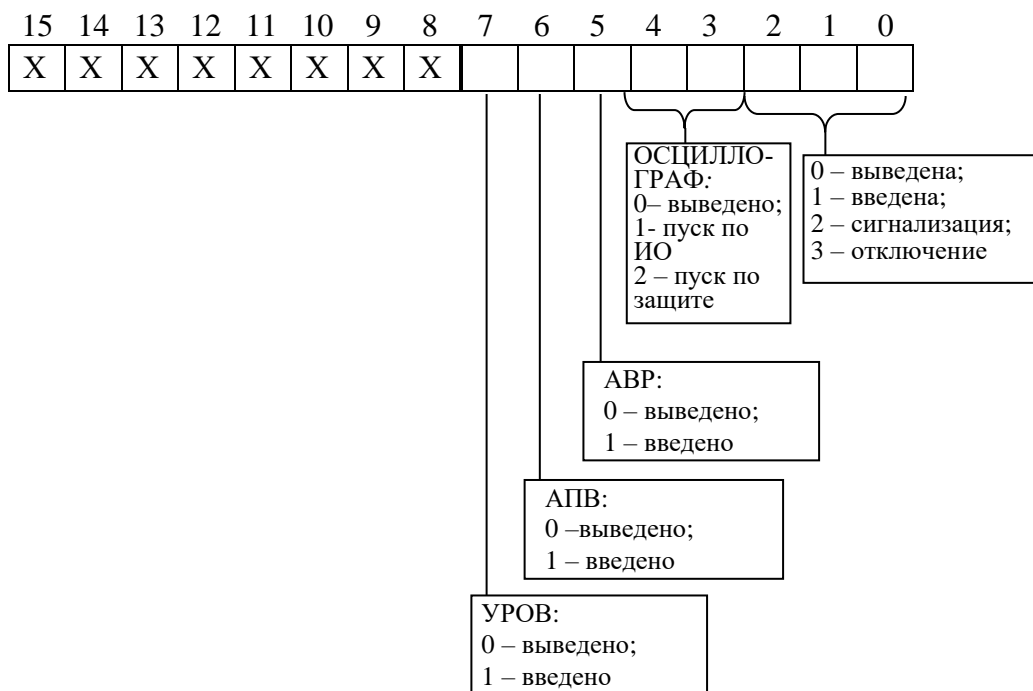 15 14 13 12 11 10 9 8 7 6 5 4 3 2 1 0
X X X X X X X X
ОСЦИЛЛО-
ГРАФ:
0– выведено;
1- пуск по
ИО
2 – пуск по
защите
0 – выведена;
1 – введена;
2 – сигнализация;
3 – отключение
АВР:
0 – выведено;
1 – введено
АПВ:
0 –выведено;
1 – введено
УРОВ:
0 – выведено;
1 – введено